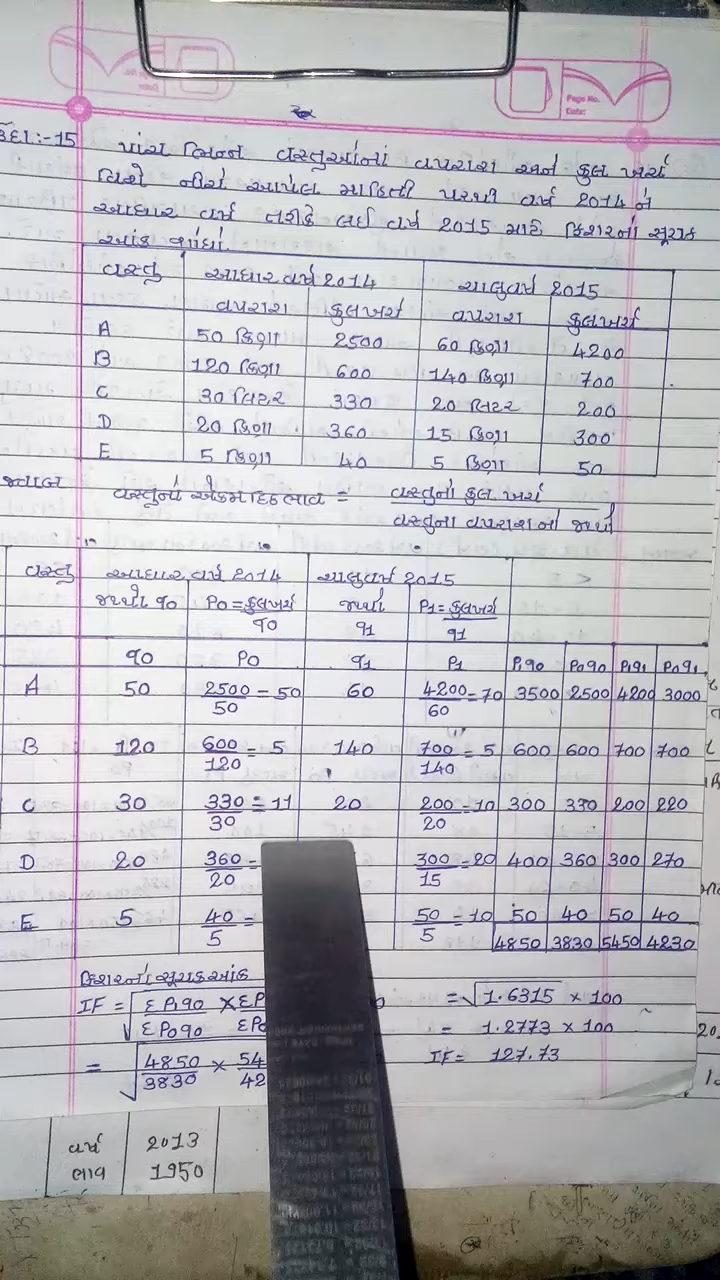 Page No.
Date:
ઉદા:-15 પાંચ ભિન્ન વસ્તુઓનાં વપરાશ અને કુલ ખર્ચ
વિશે નીચે આપેલ માહિતી પરથી વર્ષ 2014 ને
આધાર વર્ષ તરીકે લઈ વર્ષ 2015 માટે ફિશરનો સૂચક
આંક શોધો.
વસ્તુ આધાર વર્ષ 2014 ચાલુવર્ષ 2015
વપરાશ કુલખર્ચ વપરાશ કુલખર્ચ
A 50 કિગ્રા 2500 60 કિગ્રા 4200
B 120 કિગ્રા 600 140 કિગ્રા 700
C 30 લિટર 330 20 લિટર 200
D 20 કિગ્રા 360 15 કિગ્રા 300
E 5 કિગ્રા 40 5 કિગ્રા 50
જવાબ વસ્તુનો એકમ દિઠ ભાવ = વસ્તુનો કુલ ખર્ચ
વસ્તુના વપરાશનો જથ્થો
વસ્તુ આધાર વર્ષ 2014 ચાલુવર્ષ 2015
જથ્થો q0 P0 = કુલખર્ચ જથ્થો P1 = કુલખર્ચ
q0 q1 q1
q0 P0 q1 P1 P1q0 P0q0 P1q1 P0q1
A 50 2500/50 = 50 60 4200/60 = 70 3500 2500 4200 3000
B 120 600/120 = 5 140 700/140 = 5 600 600 700 700
C 30 330/30 = 11 20 200/20 = 10 300 330 200 220
D 20 360/20 = 300/15 = 20 400 360 300 270
E 5 40/5 = 50/5 = 10 50 40 50 40
4850 3830 5450 4230
ફિશરનો સૂચકઆંક
IF = √ ΣP1q0/ΣP0q0 × = √1.6315 × 100
= 1.2773 × 100
= √ 4850/3830 × IF = 127.73
વર્ષ 2013
ભાવ 1950